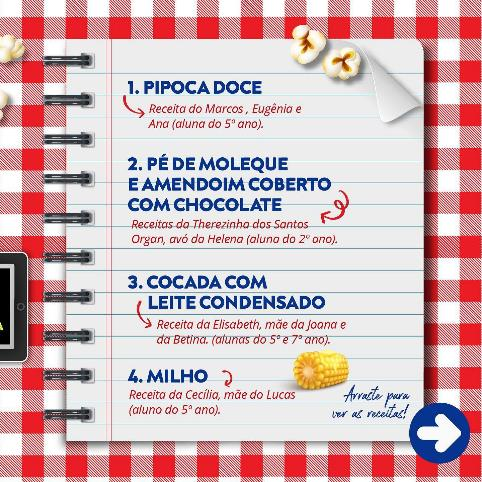 1. PIPOCA DOCE
Receita do Marcos , Eugênia e
Ana (aluna do 5º ano).
2. PÉ DE MOLEQUE
E AMENDOIM COBERTO
COM CHOCOLATE
Receitas da Therezinha dos Santos
Organ, avó da Helena (aluna do 2º ano).
3. COCADA COM
LEITE CONDENSADO
Receita da Elisabeth, mãe da Joana e
da Betina. (alunas do 5º e 7º ano).
4. MILHO
Receita da Cecília, mãe do Lucas
(aluno do 5º ano).
Arraste para
ver as receitas!